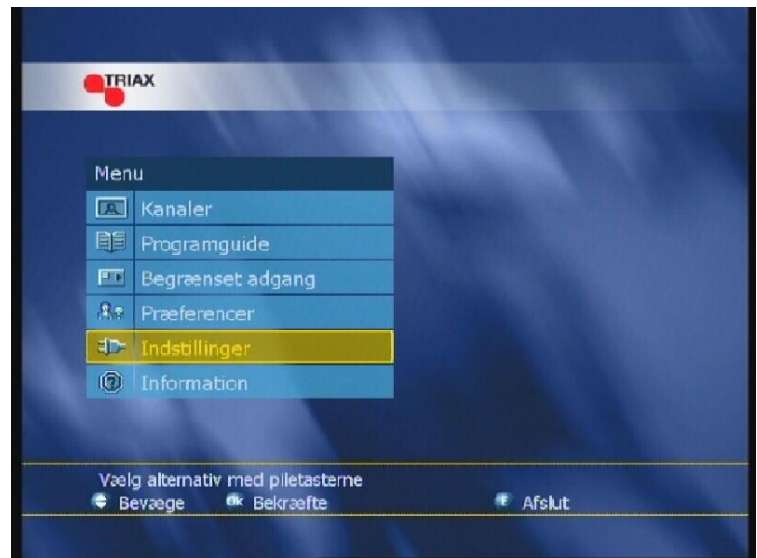 TRIAX
Menu
Kanaler
Programguide
Begrænset adgang
Præferencer
Indstillinger
Information
Vælg alternativ med piletasterne
Bevæge Ok Bekræfte E Afslut